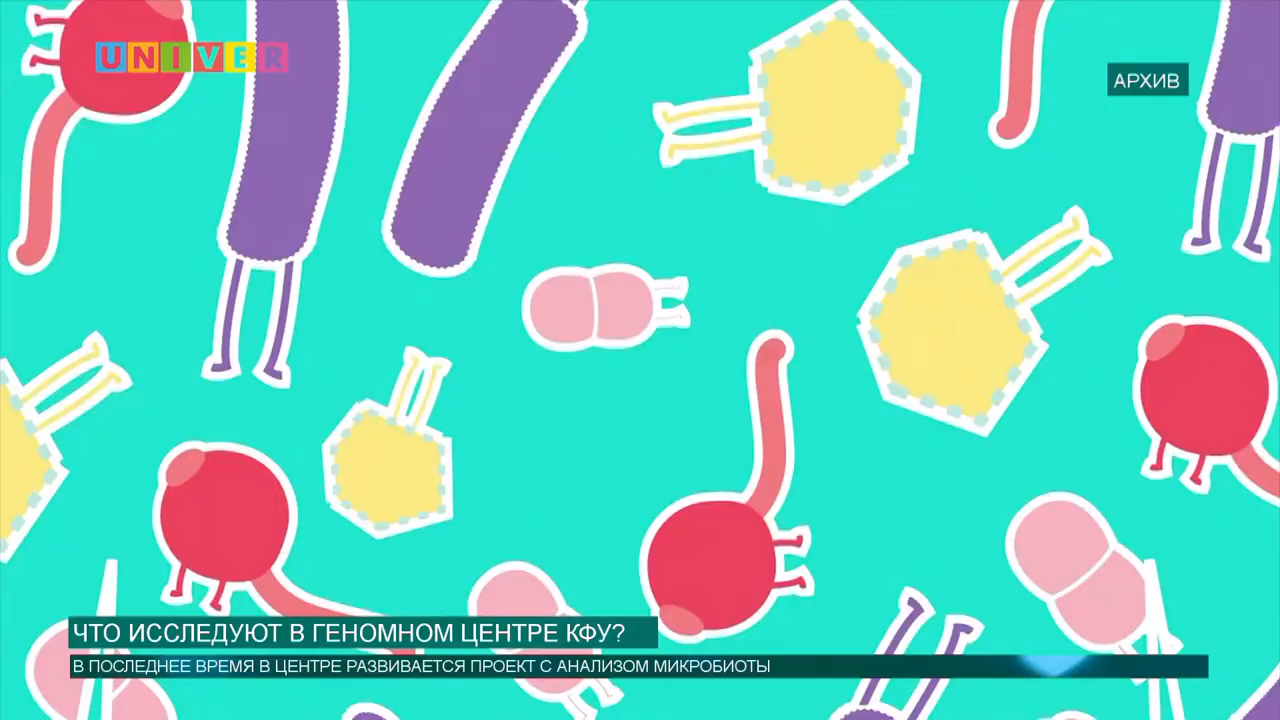 UNIVER
АРХИВ
ЧТО ИССЛЕДУЮТ В ГЕНОМНОМ ЦЕНТРЕ КФУ?
В ПОСЛЕДНЕЕ ВРЕМЯ В ЦЕНТРЕ РАЗВИВАЕТСЯ ПРОЕКТ С АНАЛИЗОМ МИКРОБИОТЫ